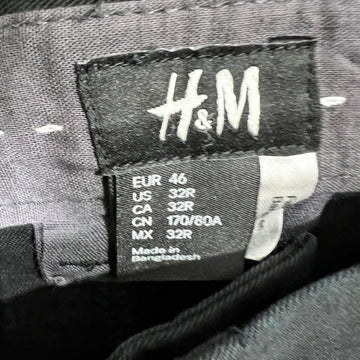 H&M
EUR 46
US 32R
CA 32R
CN 170/80A
MX 32R
Made in
Bangladesh